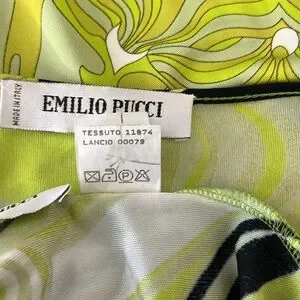 MADE IN ITALY
EMILIO PUCCI
TESSUTO 11874
LANCIO 00079
P